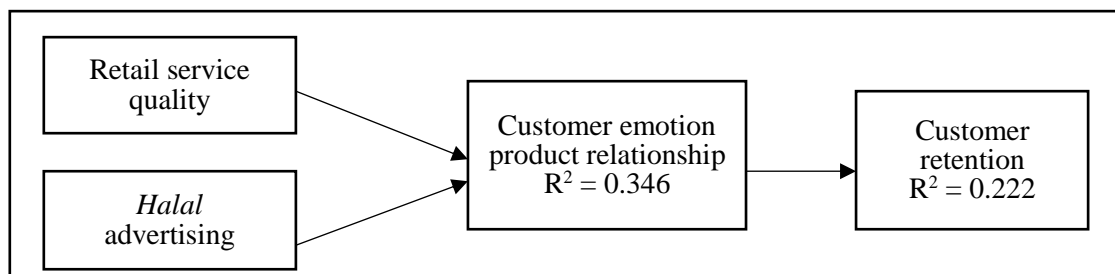 Retail service
quality
Customer emotion
product relationship
R² = 0.346
Customer
retention
R² = 0.222
Halal
advertising